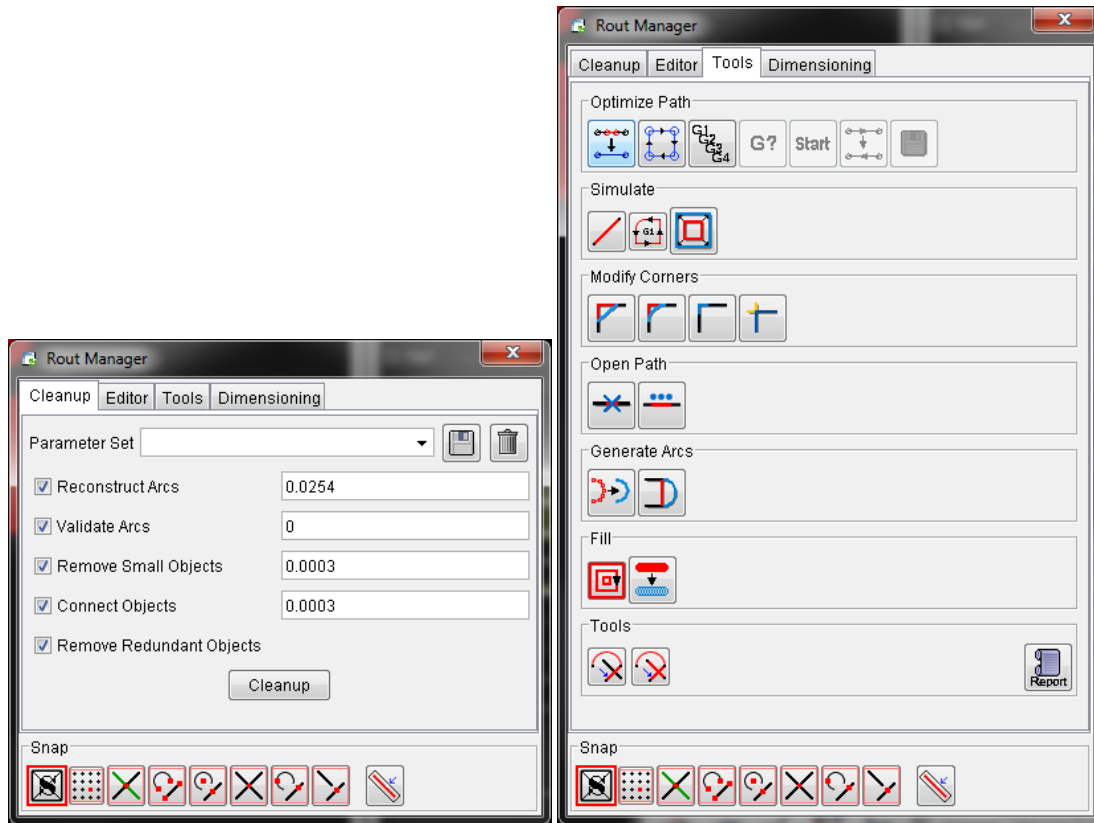 Rout Manager
Cleanup Editor Tools Dimensioning
Parameter Set
Reconstruct Arcs 0.0254
Validate Arcs 0
Remove Small Objects 0.0003
Connect Objects 0.0003
Remove Redundant Objects
Cleanup
Snap
S
Rout Manager
Cleanup Editor Tools Dimensioning
Optimize Path
G1 G2 G3 G4 G? Start
Simulate
G1
Modify Corners
Open Path
Generate Arcs
Fill
Tools
Report
Snap
S